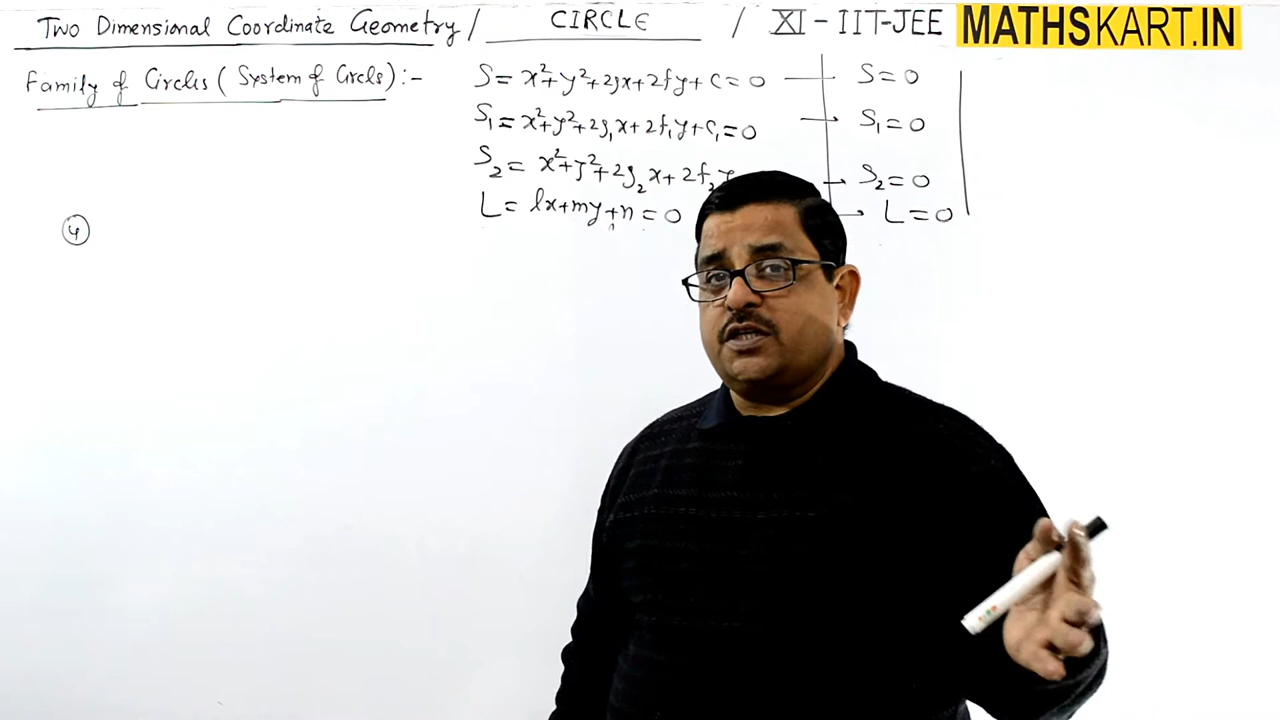 Two Dimensional Coordinate Geometry / CIRCLE / XI - IIT-JEE MATHSKART.IN
Family of Circles (System of Circls) :-
S = x²+y²+2gx+2fy+c=0 → S=0
S₁ = x²+y²+2g₁x+2f₁y+c₁=0 → S₁=0
S₂ = x²+y²+2g₂x+2f₂ → S₂=0
L = lx+my+n=0 → L=0
4